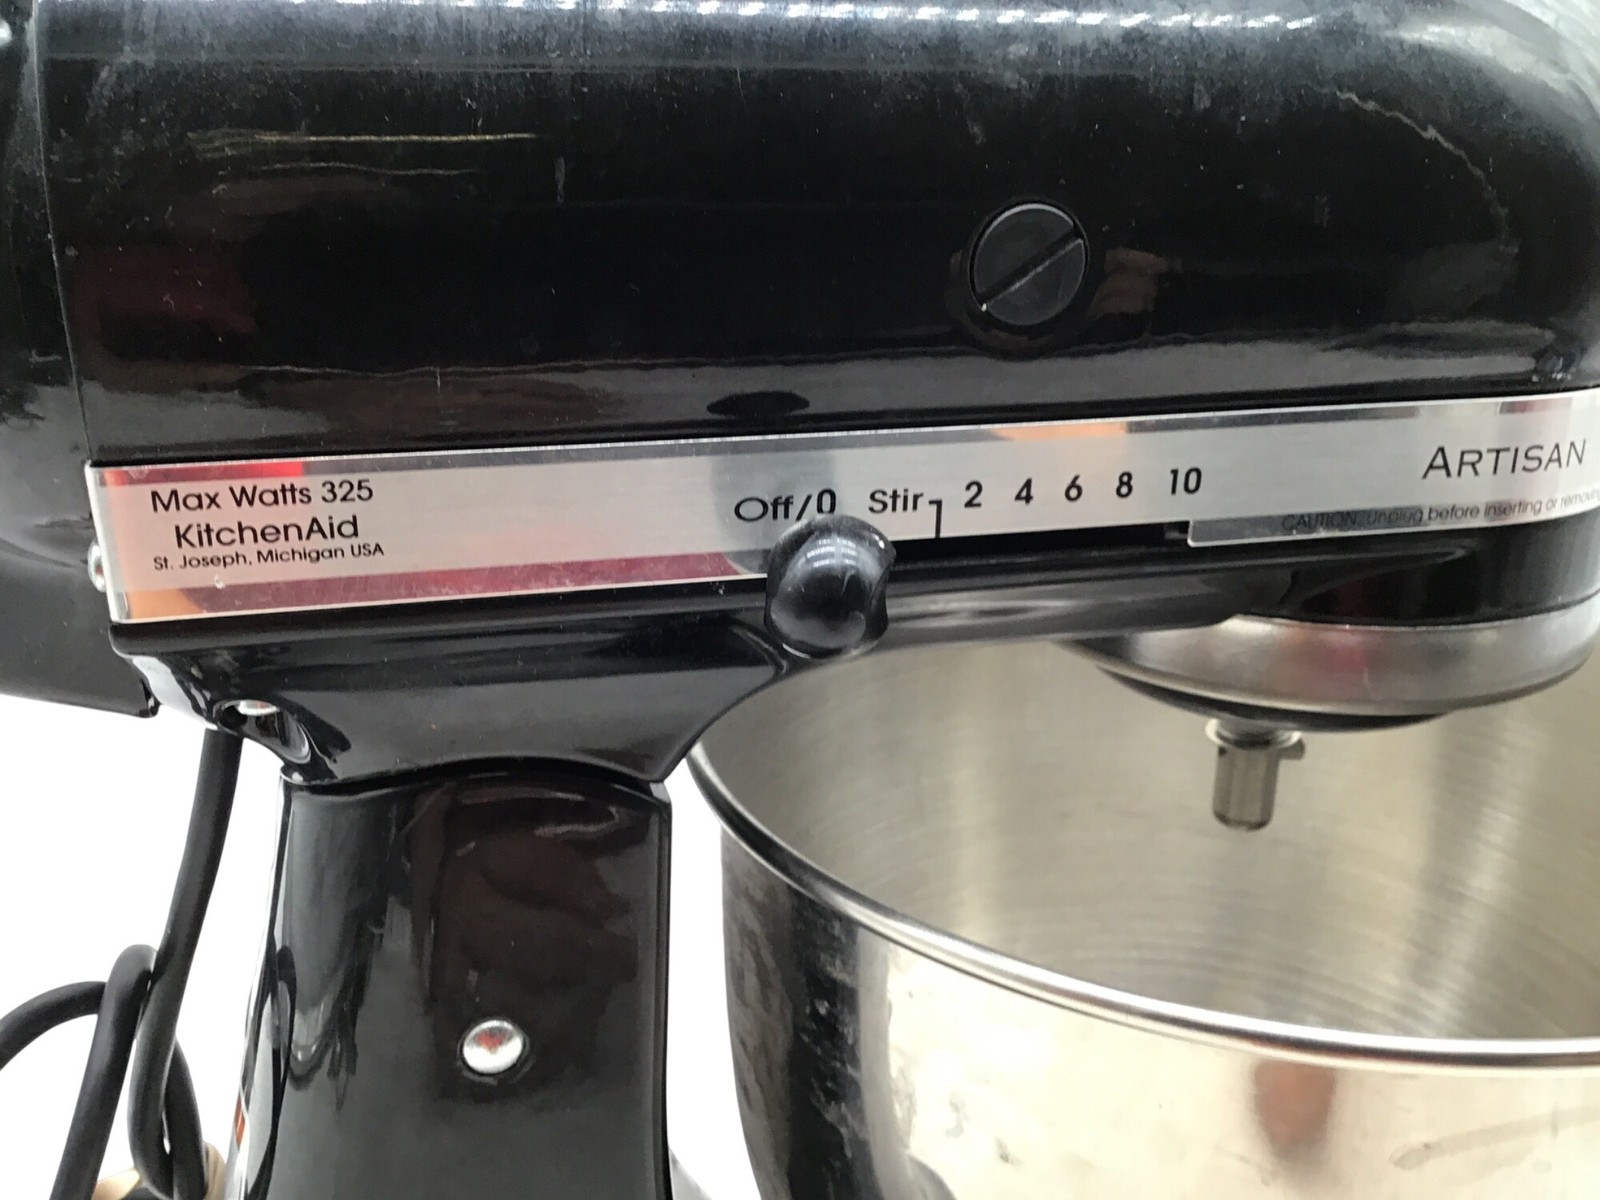 Max Watts 325
KitchenAid
St. Joseph, Michigan USA
Off/0 Stir 2 4 6 8 10
ARTISAN
CAUTION: Unplug before inserting or removing